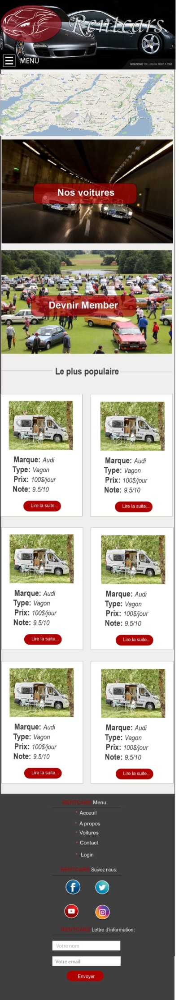 Rentcars
MENU
WELCOME TO LUXURY RENT A CAR
Nos voitures
Devnir Member
Le plus populaire
Marque: Audi
Type: Vagon
Prix: 100$/jour
Note: 9.5/10
Lire la suite...
Marque: Audi
Type: Vagon
Prix: 100$/jour
Note: 9.5/10
Lire la suite...
Marque: Audi
Type: Vagon
Prix: 100$/jour
Note: 9.5/10
Lire la suite...
Marque: Audi
Type: Vagon
Prix: 100$/jour
Note: 9.5/10
Lire la suite...
Marque: Audi
Type: Vagon
Prix: 100$/jour
Note: 9.5/10
Lire la suite...
Marque: Audi
Type: Vagon
Prix: 100$/jour
Note: 9.5/10
Lire la suite...
RENTCARS Menu
* Acceuil
* A propos
* Voitures
* Contact
* Login
RENTCARS Suivez nous:
RENTCARS Lettre d'information:
Votre nom
Votre email
Envoyer